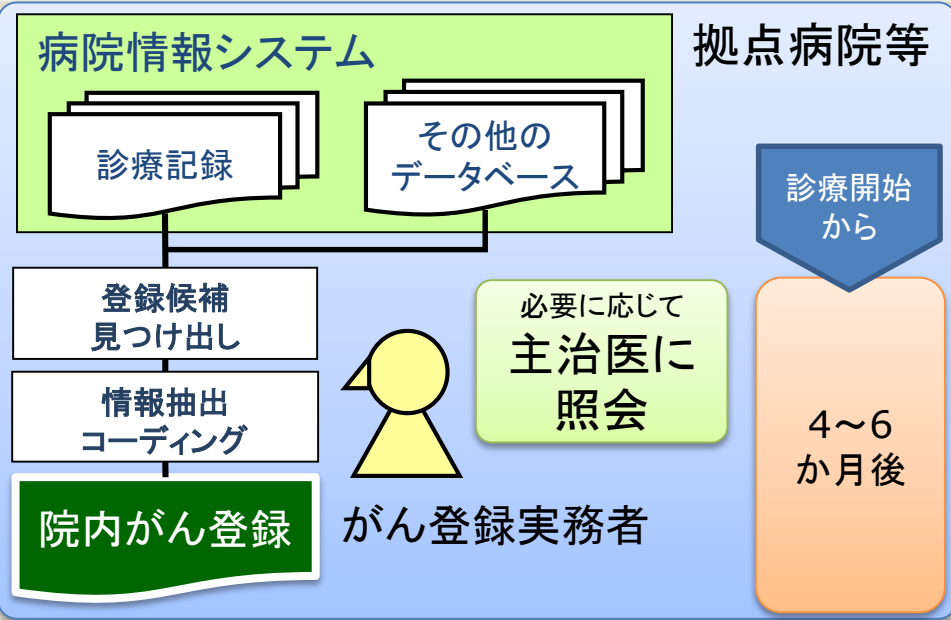 病院情報システム
拠点病院等
診療記録
その他の
データベース
診療開始
から
登録候補
見つけ出し
必要に応じて
主治医に
照会
情報抽出
コーディング
4～6
か月後
院内がん登録
がん登録実務者